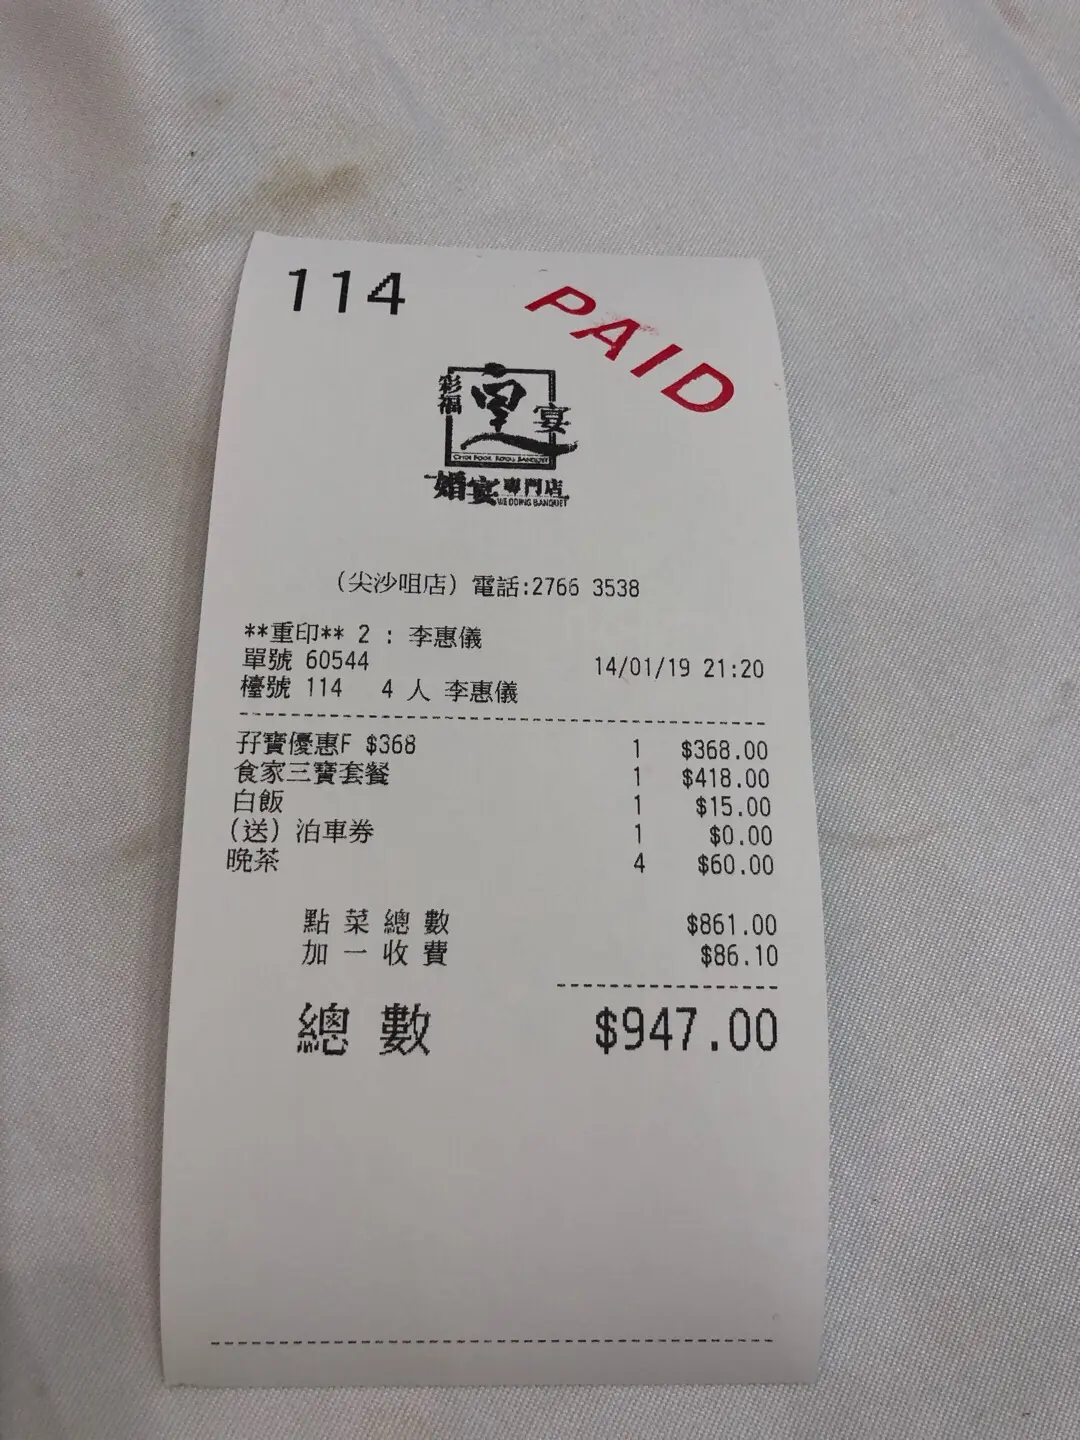 114
PAID
彩福
皇
宴
CHOI FOOK ROYAL BANQUET
婚宴專門店
WEDDING BANQUET
(尖沙咀店) 電話:2766 3538
**重印** 2 : 李惠儀
單號 60544 14/01/19 21:20
檯號 114 4 人 李惠儀
孖寶優惠F $368 1 $368.00
食家三寶套餐 1 $418.00
白飯 1 $15.00
(送) 泊車券 1 $0.00
晚茶 4 $60.00
點菜總數 $861.00
加一收費 $86.10
總數 $947.00